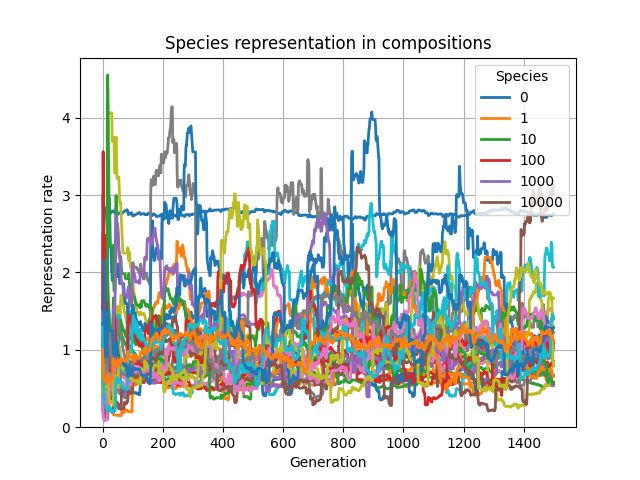 Species representation in compositions
Species
0
1
10
100
1000
10000
Representation rate
4
3
2
1
0
0 200 400 600 800 1000 1200 1400
Generation